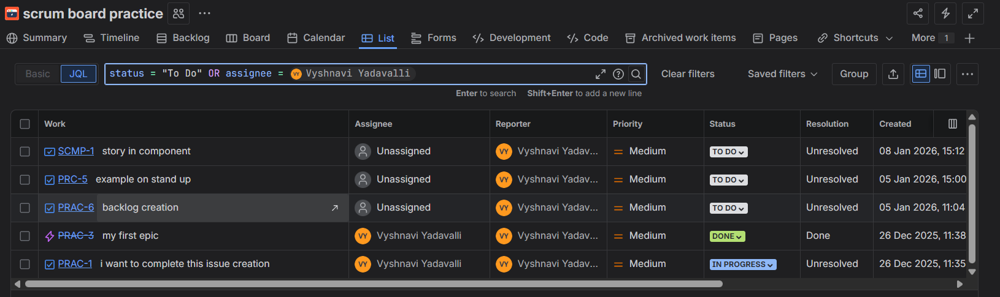 scrum board practice
Summary Timeline Backlog Board Calendar List Forms Development Code Archived work items Pages Shortcuts More 1
Basic JQL status = "To Do" OR assignee = VY Vyshnavi Yadavalli Clear filters Saved filters Group
Enter to search Shift+Enter to add a new line
Work Assignee Reporter Priority Status Resolution Created
SCMP-1 story in component Unassigned VY Vyshnavi Yadav... Medium TO DO Unresolved 08 Jan 2026, 15:12
PRC-5 example on stand up Unassigned VY Vyshnavi Yadav... Medium TO DO Unresolved 05 Jan 2026, 15:00
PRAC-6 backlog creation Unassigned VY Vyshnavi Yadav... Medium TO DO Unresolved 05 Jan 2026, 11:04
PRAC-3 my first epic VY Vyshnavi Yadavalli VY Vyshnavi Yadav... Medium DONE Done 26 Dec 2025, 11:38
PRAC-1 i want to complete this issue creation VY Vyshnavi Yadavalli VY Vyshnavi Yadav... Medium IN PROGRESS Unresolved 26 Dec 2025, 11:35